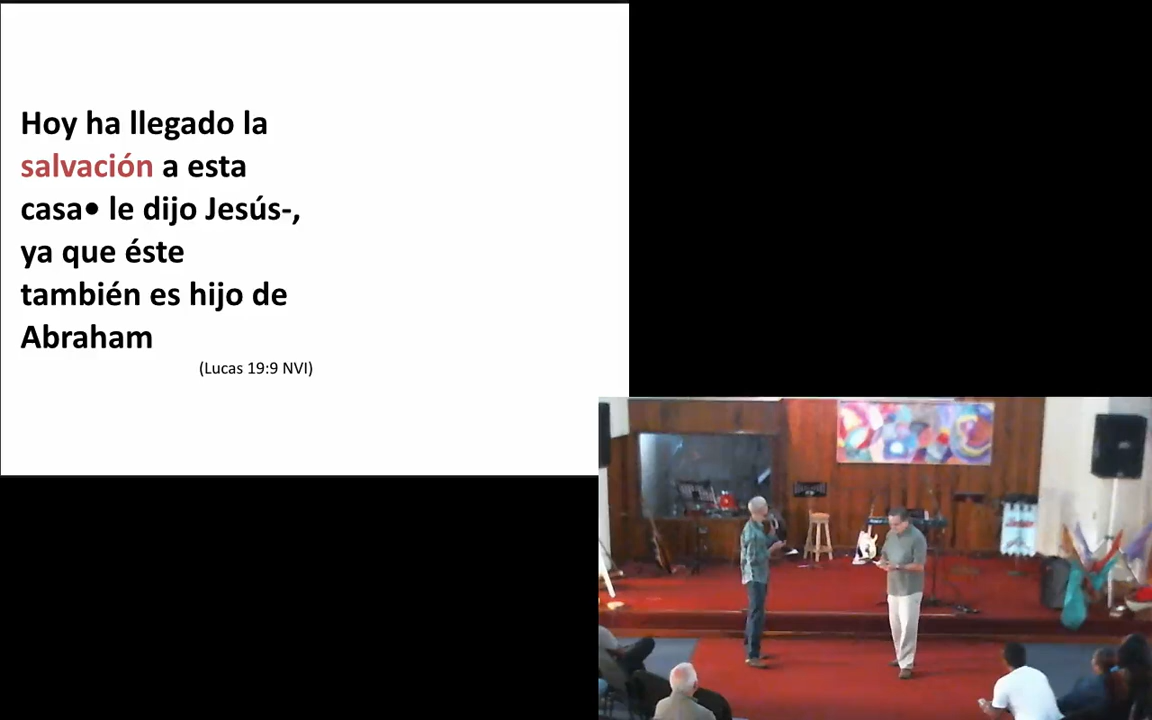 Hoy ha llegado la
salvación a esta
casa• le dijo Jesús-,
ya que éste
también es hijo de
Abraham
(Lucas 19:9 NVI)